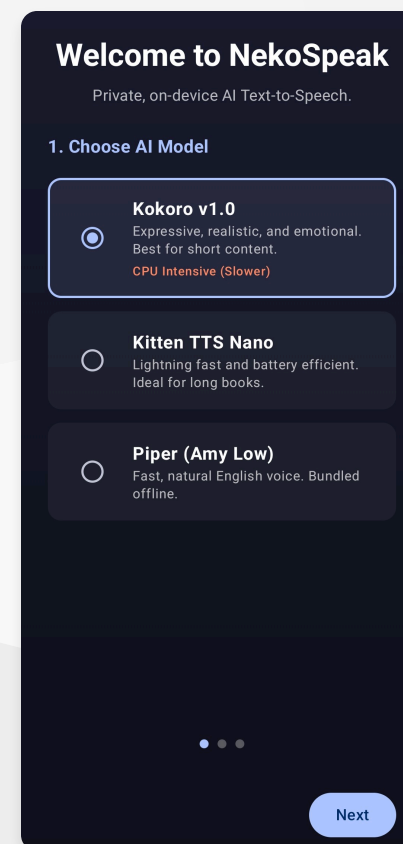 Welcome to NekoSpeak
Private, on-device AI Text-to-Speech.
1. Choose AI Model
Kokoro v1.0
Expressive, realistic, and emotional.
Best for short content.
CPU Intensive (Slower)
Kitten TTS Nano
Lightning fast and battery efficient.
Ideal for long books.
Piper (Amy Low)
Fast, natural English voice. Bundled
offline.
Next